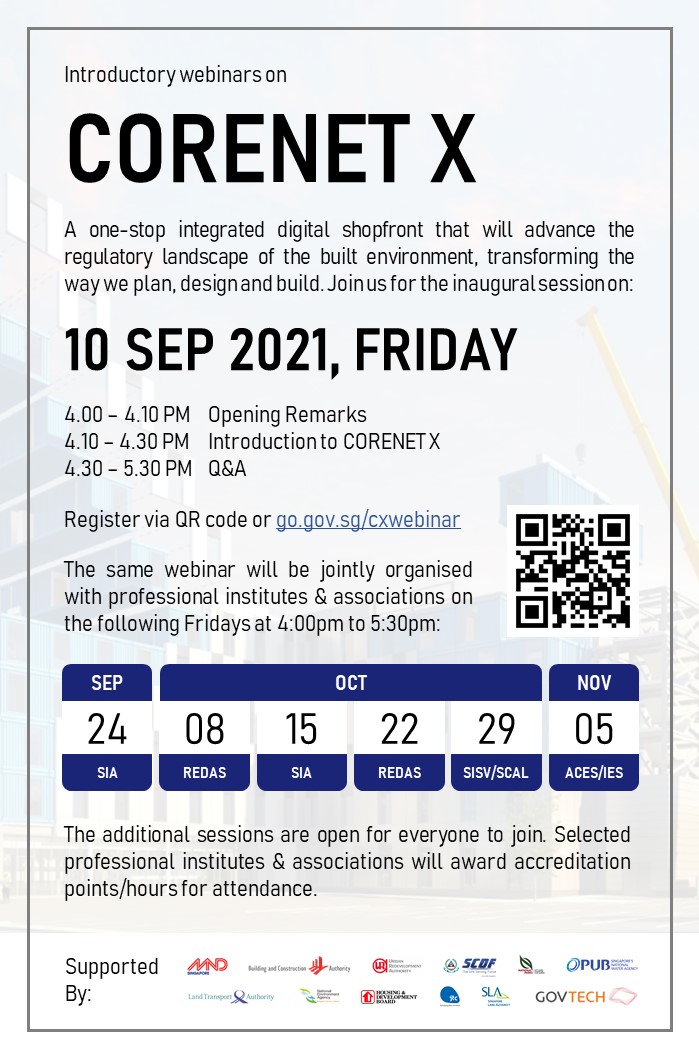 Introductory webinars on
CORENET X
A one-stop integrated digital shopfront that will advance the
regulatory landscape of the built environment, transforming the
way we plan, design and build. Join us for the inaugural session on:
10 SEP 2021, FRIDAY
4.00 – 4.10 PM Opening Remarks
4.10 – 4.30 PM Introduction to CORENET X
4.30 – 5.30 PM Q&A
Register via QR code or go.gov.sg/cxwebinar
The same webinar will be jointly organised
with professional institutes & associations on
the following Fridays at 4:00pm to 5:30pm:
SEP OCT NOV
24 08 15 22 29 05
SIA REDAS SIA REDAS SISV/SCAL ACES/IES
The additional sessions are open for everyone to join. Selected
professional institutes & associations will award accreditation
points/hours for attendance.
Supported
By:
MND
SINGAPORE
Building and Construction Authority
URBAN
REDEVELOPMENT
AUTHORITY
SCDF
PUB SINGAPORE'S
NATIONAL
WATER AGENCY
Land Transport Authority
National
Environment
Agency
HOUSING &
DEVELOPMENT
BOARD
jtc
SLA
SINGAPORE
LAND AUTHORITY
GOVTECH